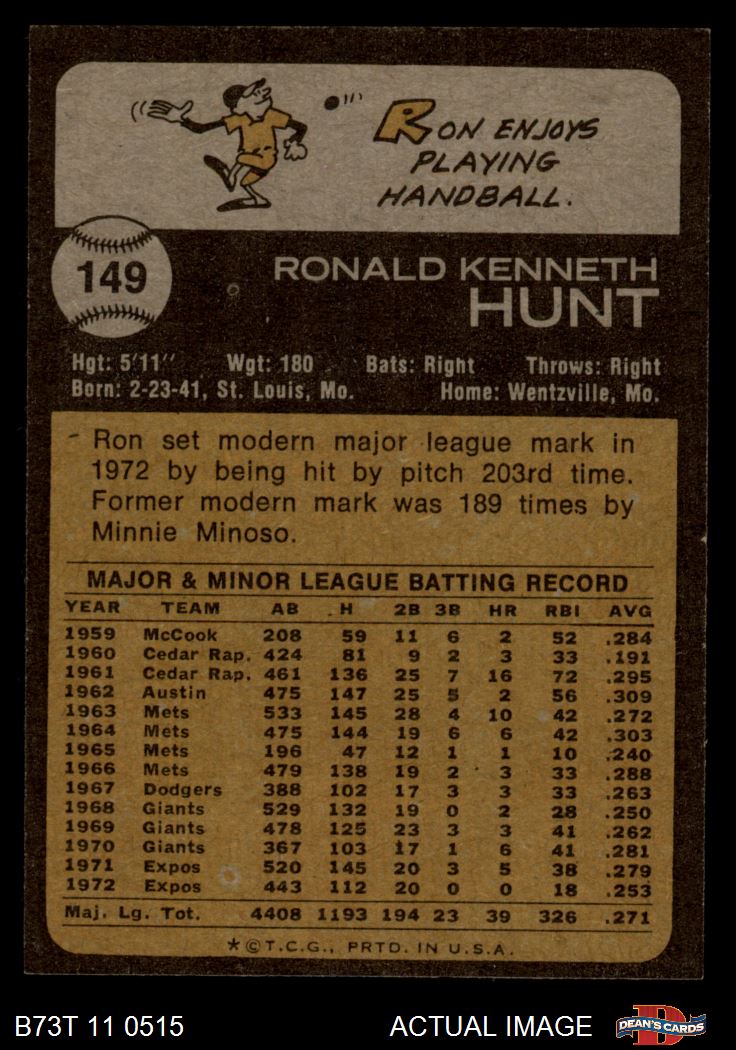 RON ENJOYS
PLAYING
HANDBALL.
149
RONALD KENNETH
HUNT
Hgt: 5'11" Wgt: 180 Bats: Right Throws: Right
Born: 2-23-41, St. Louis, Mo. Home: Wentzville, Mo.
Ron set modern major league mark in
1972 by being hit by pitch 203rd time.
Former modern mark was 189 times by
Minnie Minoso.
MAJOR & MINOR LEAGUE BATTING RECORD
YEAR TEAM AB H 2B 3B HR RBI AVG
1959 McCook 208 59 11 6 2 52 .284
1960 Cedar Rap. 424 81 9 2 3 33 .191
1961 Cedar Rap. 461 136 25 7 16 72 .295
1962 Austin 475 147 25 5 2 56 .309
1963 Mets 533 145 28 4 10 42 .272
1964 Mets 475 144 19 6 6 42 .303
1965 Mets 196 47 12 1 1 10 .240
1966 Mets 479 138 19 2 3 33 .288
1967 Dodgers 388 102 17 3 3 33 .263
1968 Giants 529 132 19 0 2 28 .250
1969 Giants 478 125 23 3 3 41 .262
1970 Giants 367 103 17 1 6 41 .281
1971 Expos 520 145 20 3 5 38 .279
1972 Expos 443 112 20 0 0 18 .253
Maj. Lg. Tot. 4408 1193 194 23 39 326 .271
*©T.C.G., PRTD. IN U.S.A.
B73T 11 0515 ACTUAL IMAGE D DEAN'S CARDS